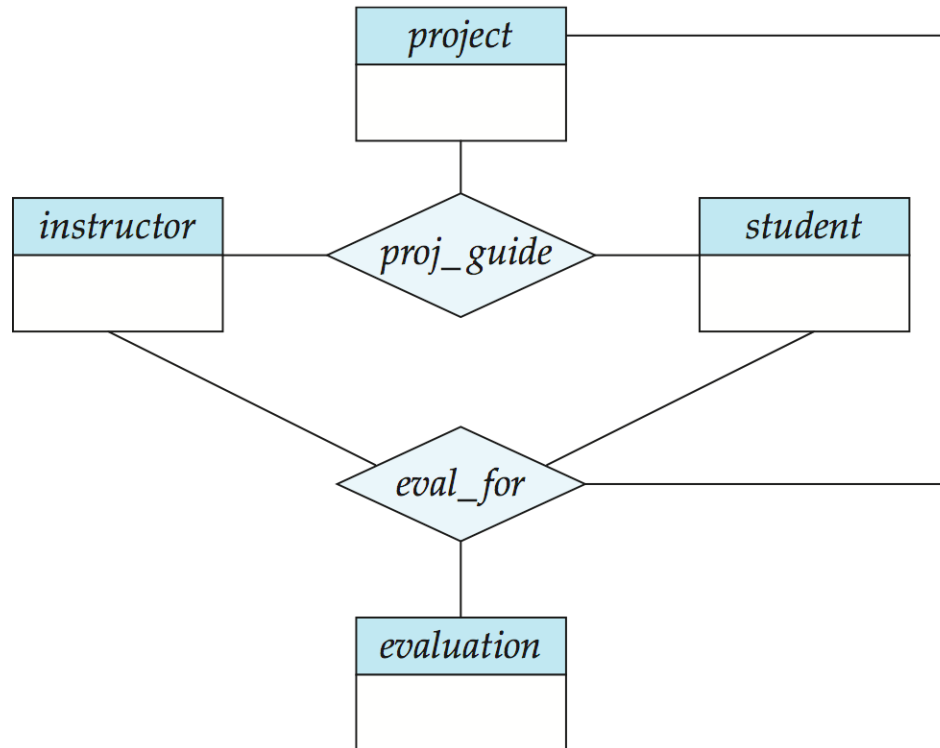 project
instructor
proj_guide
student
eval_for
evaluation